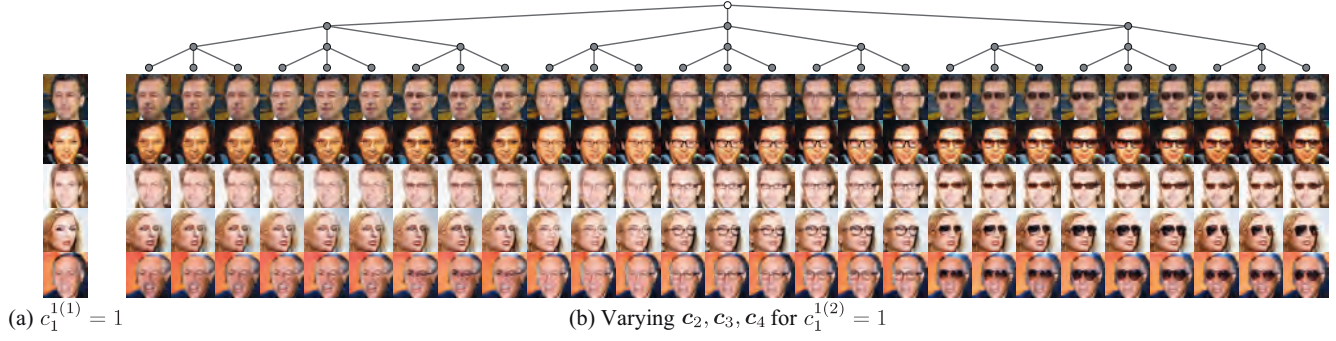 (a) $c_1^{1(1)} = 1$
(b) Varying $\boldsymbol{c}_2, \boldsymbol{c}_3, \boldsymbol{c}_4$ for $c_1^{1(2)} = 1$